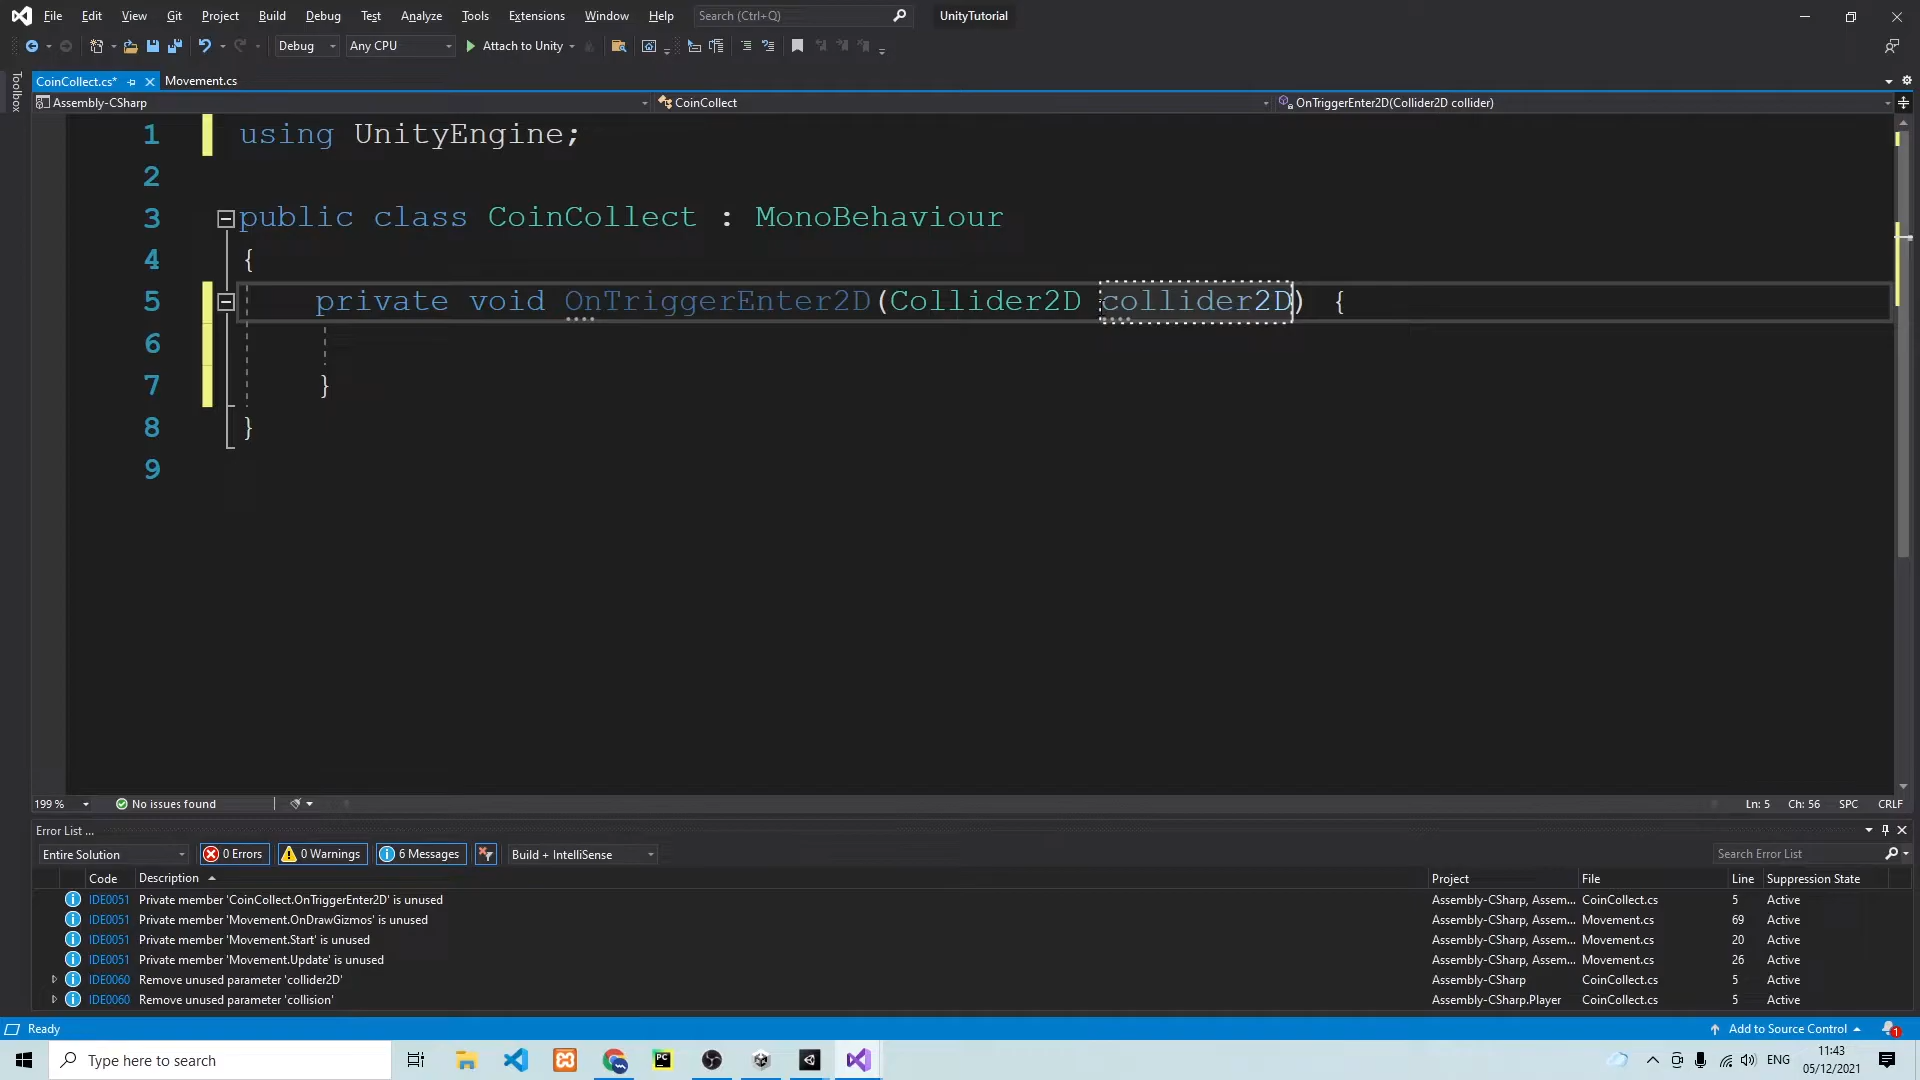 File Edit View Git Project Build Debug Test Analyze Tools Extensions Window Help Search (Ctrl+Q) UnityTutorial
Debug Any CPU Attach to Unity
Toolbox
CoinCollect.cs* Movement.cs
Assembly-CSharp CoinCollect OnTriggerEnter2D(Collider2D collider)
1 using UnityEngine;
2
3 public class CoinCollect : MonoBehaviour
4 {
5 private void OnTriggerEnter2D(Collider2D collider2D) {
6
7 }
8 }
9
199 % No issues found Ln: 5 Ch: 56 SPC CRLF
Error List ...
Entire Solution 0 Errors 0 Warnings 6 Messages Build + IntelliSense Search Error List
Code Description Project File Line Suppression State
IDE0051 Private member 'CoinCollect.OnTriggerEnter2D' is unused Assembly-CSharp, Assem... CoinCollect.cs 5 Active
IDE0051 Private member 'Movement.OnDrawGizmos' is unused Assembly-CSharp, Assem... Movement.cs 69 Active
IDE0051 Private member 'Movement.Start' is unused Assembly-CSharp, Assem... Movement.cs 20 Active
IDE0051 Private member 'Movement.Update' is unused Assembly-CSharp, Assem... Movement.cs 26 Active
IDE0060 Remove unused parameter 'collider2D' Assembly-CSharp CoinCollect.cs 5 Active
IDE0060 Remove unused parameter 'collision' Assembly-CSharp.Player CoinCollect.cs 5 Active
Ready Add to Source Control 1
Type here to search PC ENG 11:43
05/12/2021